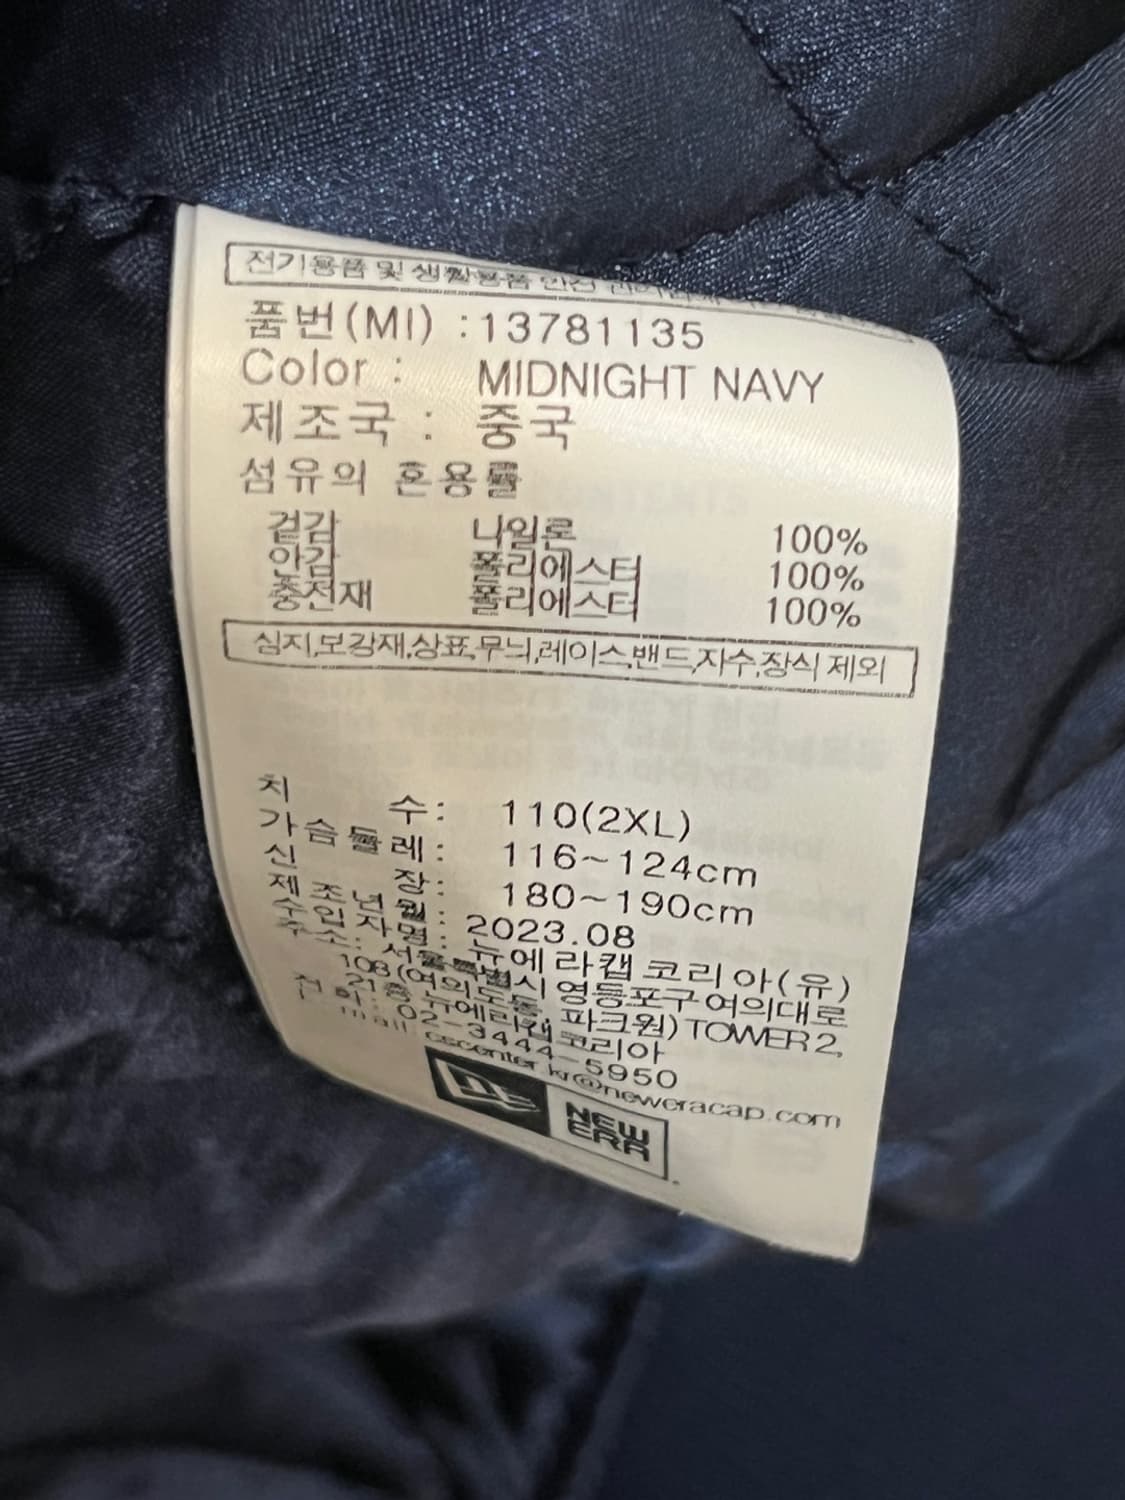 전기용품 및 생활용품 안전
품번(MI) : 13781135
Color : MIDNIGHT NAVY
제조국 : 중국
섬유의 혼용률
겉감 나일론 100%
안감 폴리에스터 100%
충전재 폴리에스터 100%
심지,보강재,상표,무늬,레이스,밴드,자수,장식 제외
치 수: 110(2XL)
가슴둘레: 116~124cm
신 장: 180~190cm
제조년월: 2023.08
수입자명: 뉴에라캡코리아(유)
주소: 서울특별시 영등포구 여의대로
108(여의도동, 파크원) TOWER 2,
21층 뉴에라캡코리아
전 화: 02-3444-5950
mail: cscenter.kr@neweracap.com
NEW
ERA